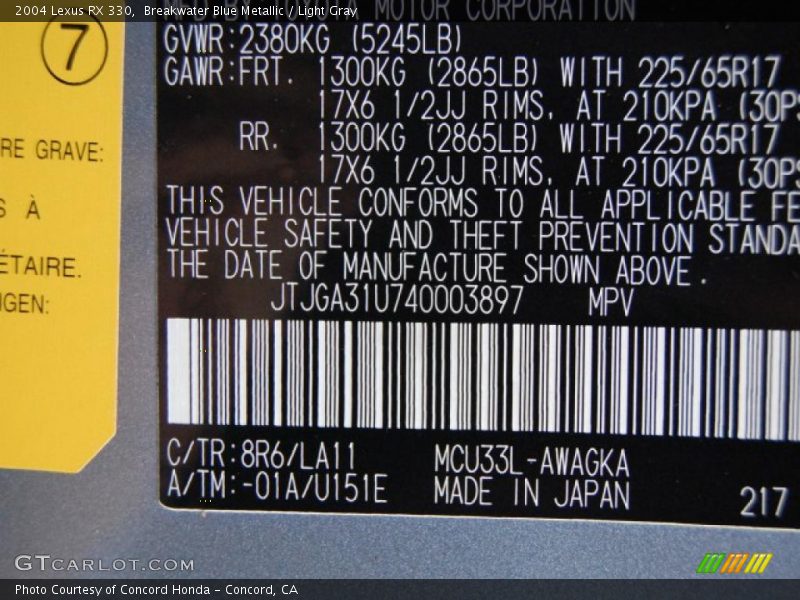 2004 Lexus RX 330, Breakwater Blue Metallic / Light Gray
MOTOR CORPORATION
7
GVWR:2380KG (5245LB)
GAWR:FRT. 1300KG (2865LB) WITH 225/65R17
17X6 1/2JJ RIMS, AT 210KPA (30PS
RR. 1300KG (2865LB) WITH 225/65R17
17X6 1/2JJ RIMS, AT 210KPA (30PS
RE GRAVE:
S À
ÉTAIRE.
IGEN:
THIS VEHICLE CONFORMS TO ALL APPLICABLE FE
VEHICLE SAFETY AND THEFT PREVENTION STANDA
THE DATE OF MANUFACTURE SHOWN ABOVE.
JTJGA31U740003897 MPV
C/TR:8R6/LA11 MCU33L-AWAGKA
A/TM:-01A/U151E MADE IN JAPAN 217
GTCARLOT.COM
Photo Courtesy of Concord Honda - Concord, CA